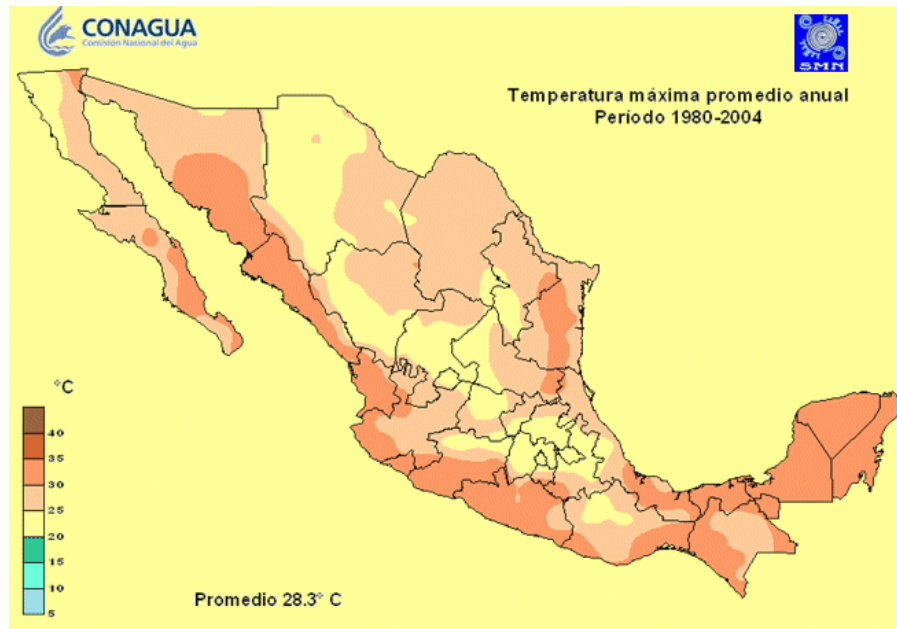 CONAGUA
Comisión Nacional del Agua
SMN
Temperatura máxima promedio anual
Período 1980-2004
°C
40
35
30
25
20
15
10
5
Promedio 28.3° C